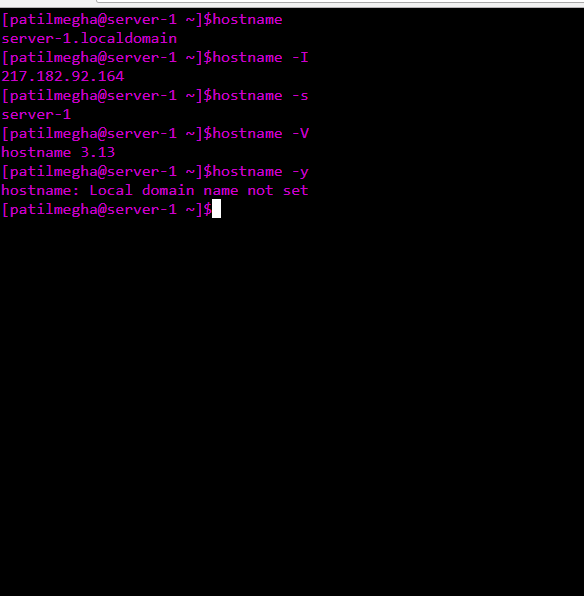 [patilmegha@server-1 ~]$hostname
server-1.localdomain
[patilmegha@server-1 ~]$hostname -I
217.182.92.164
[patilmegha@server-1 ~]$hostname -s
server-1
[patilmegha@server-1 ~]$hostname -V
hostname 3.13
[patilmegha@server-1 ~]$hostname -y
hostname: Local domain name not set
[patilmegha@server-1 ~]$